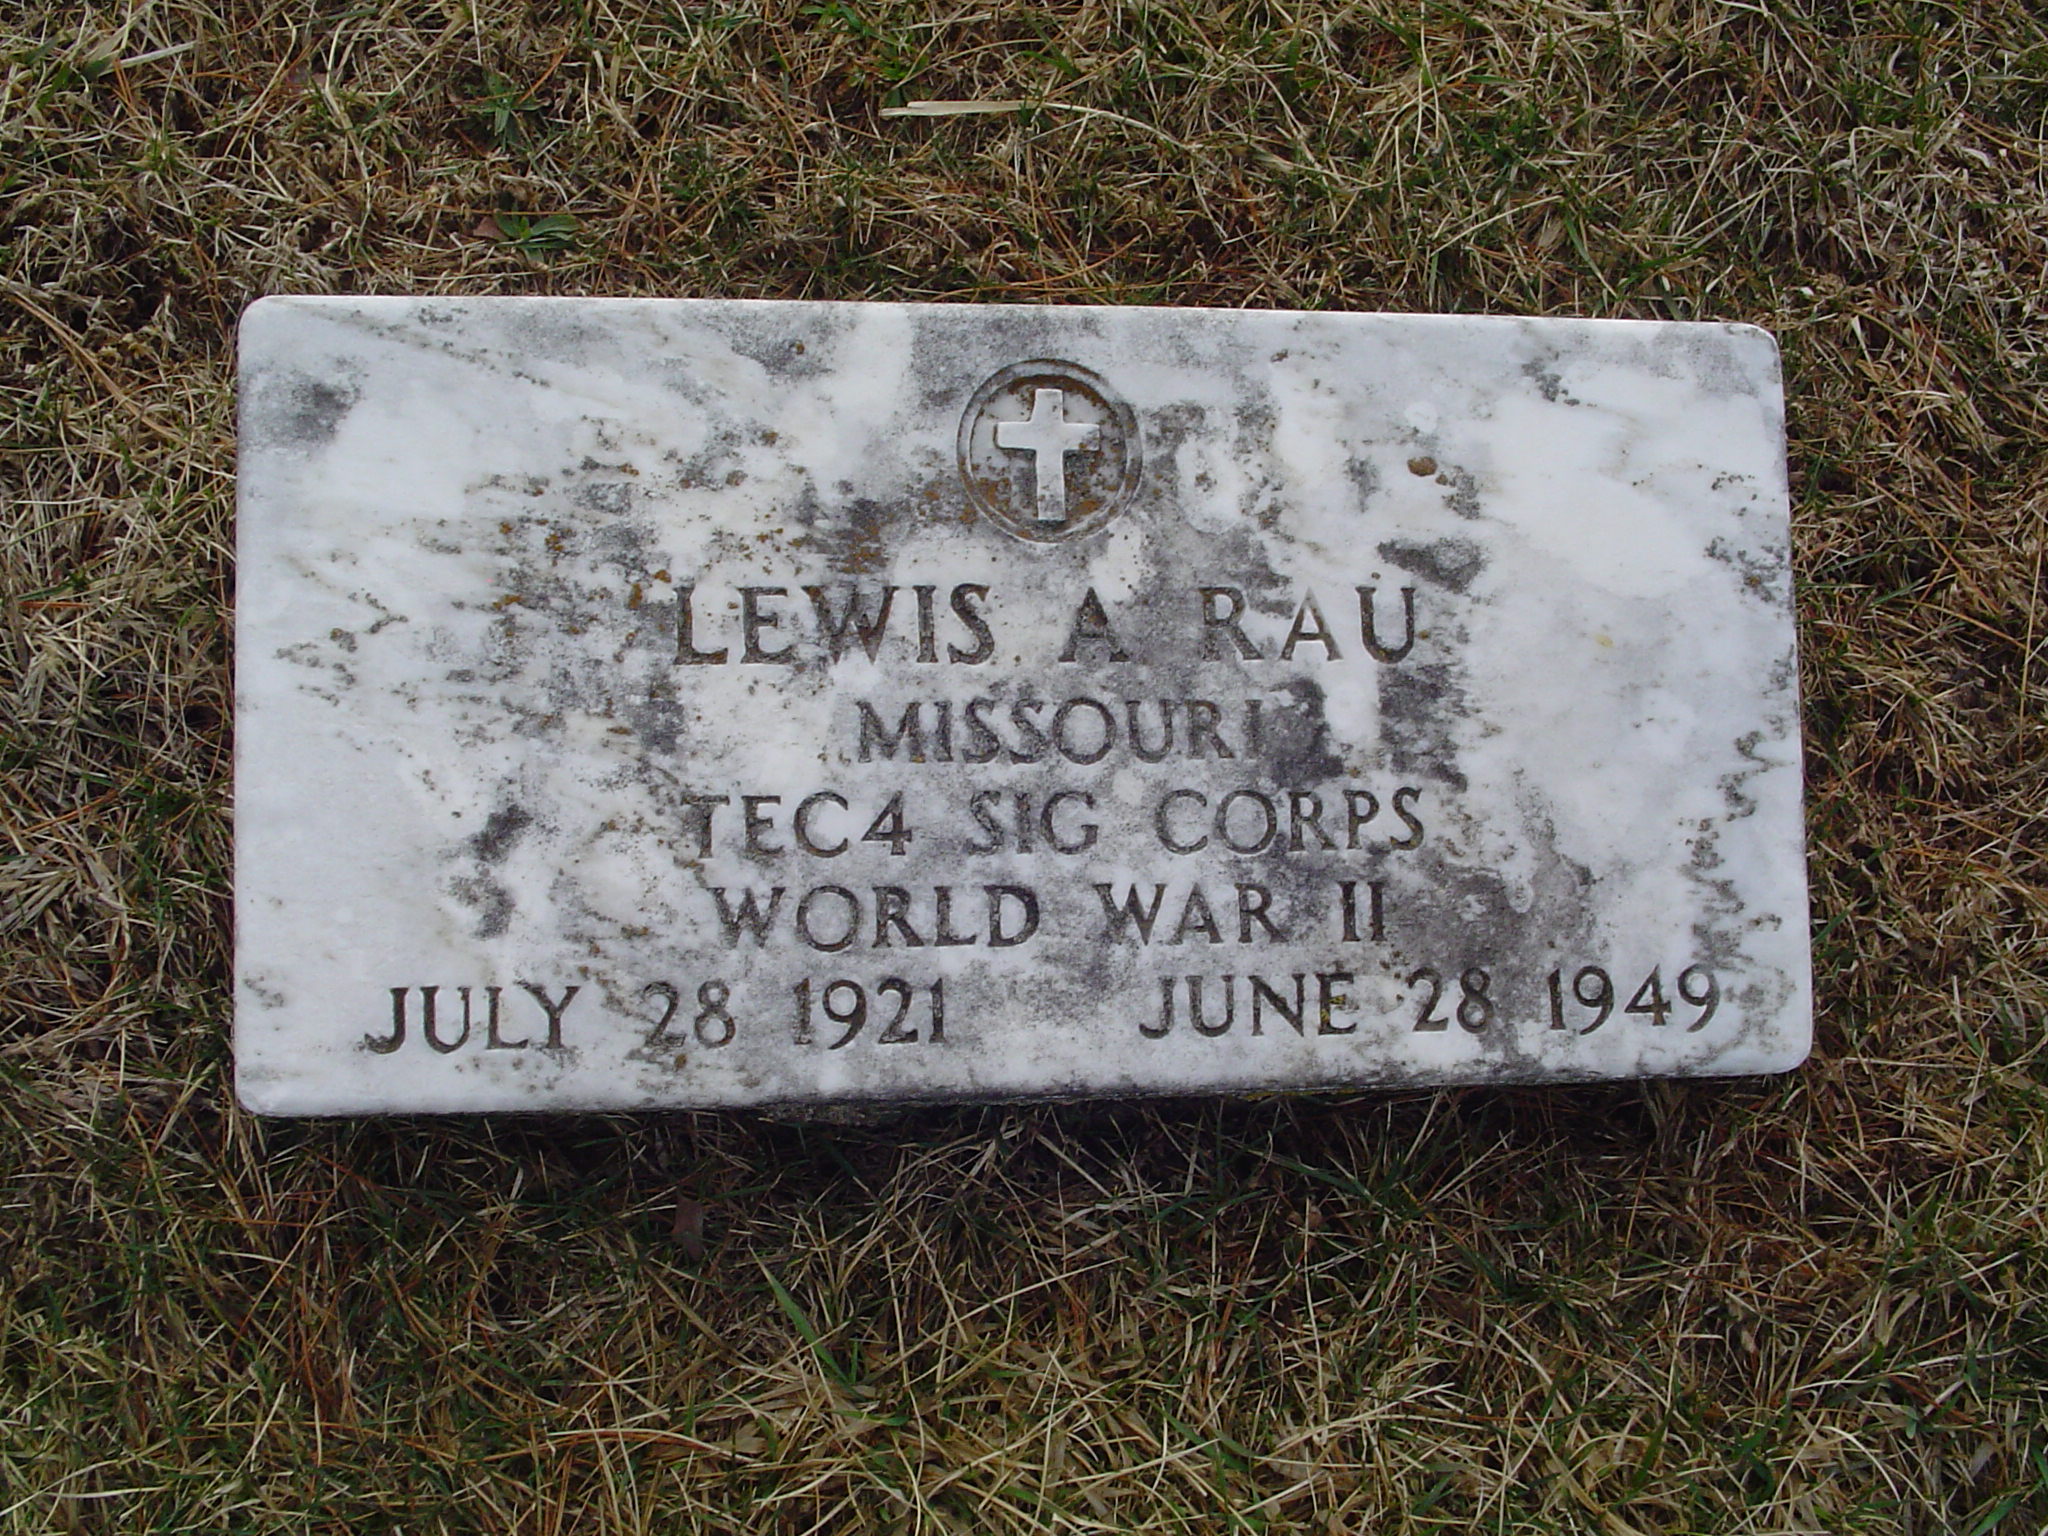 LEWIS A RAU
MISSOURI
TEC4 SIG CORPS
WORLD WAR II
JULY 28 1921 JUNE 28 1949